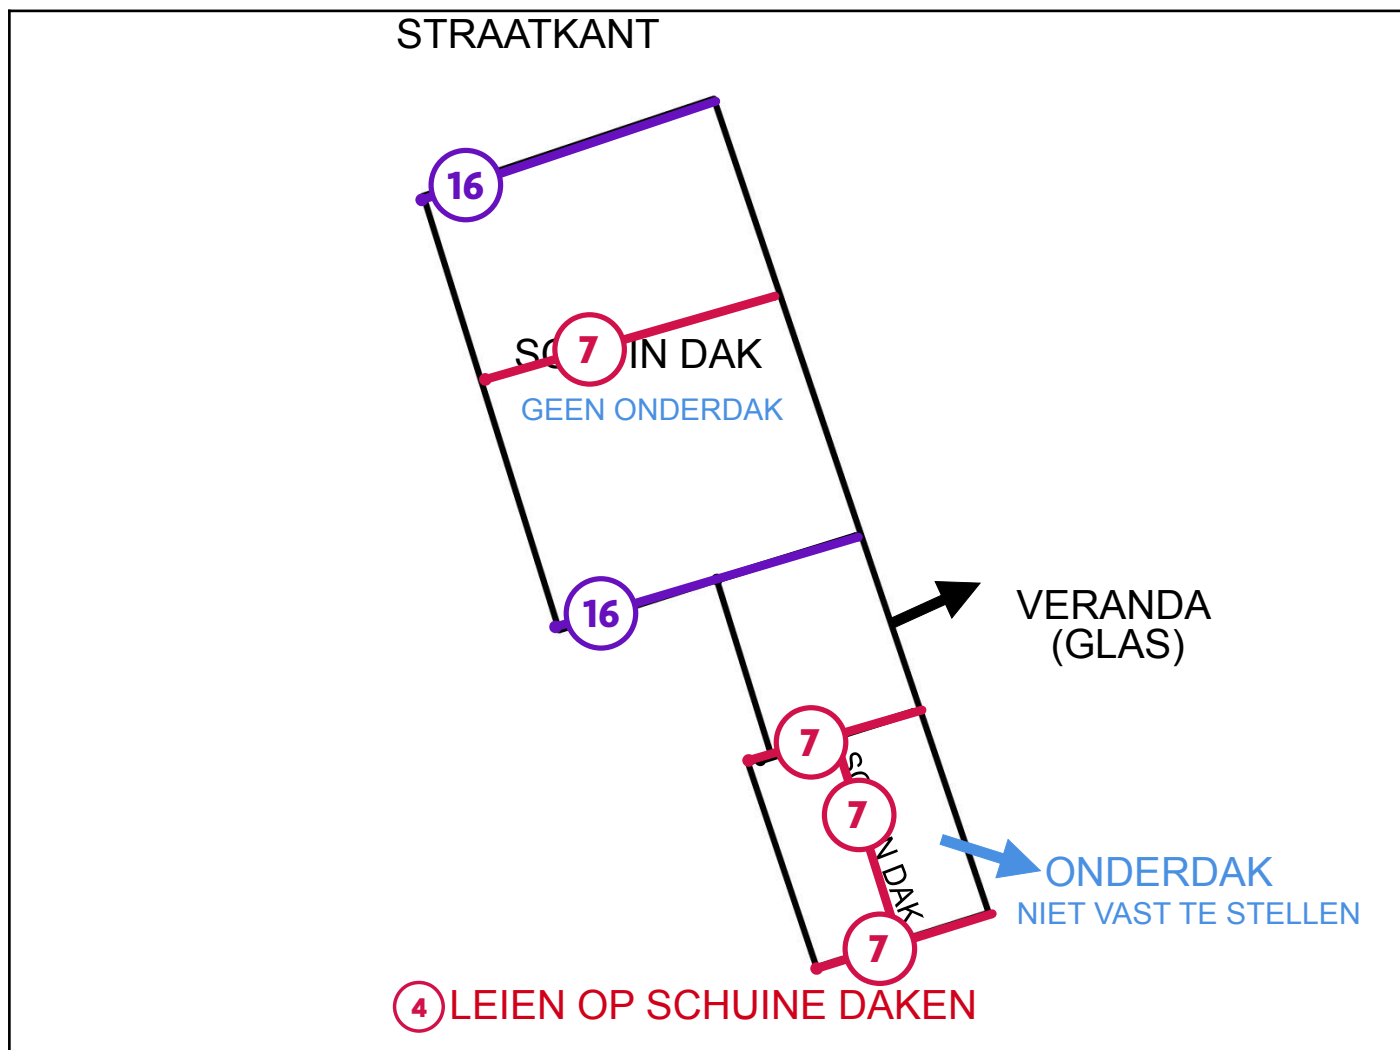 STRAATKANT
16
7
IN DAK
GEEN ONDERDAK
16
VERANDA
(GLAS)
7
7
DAK
ONDERDAK
NIET VAST TE STELLEN
7
4 LEIEN OP SCHUINE DAKEN